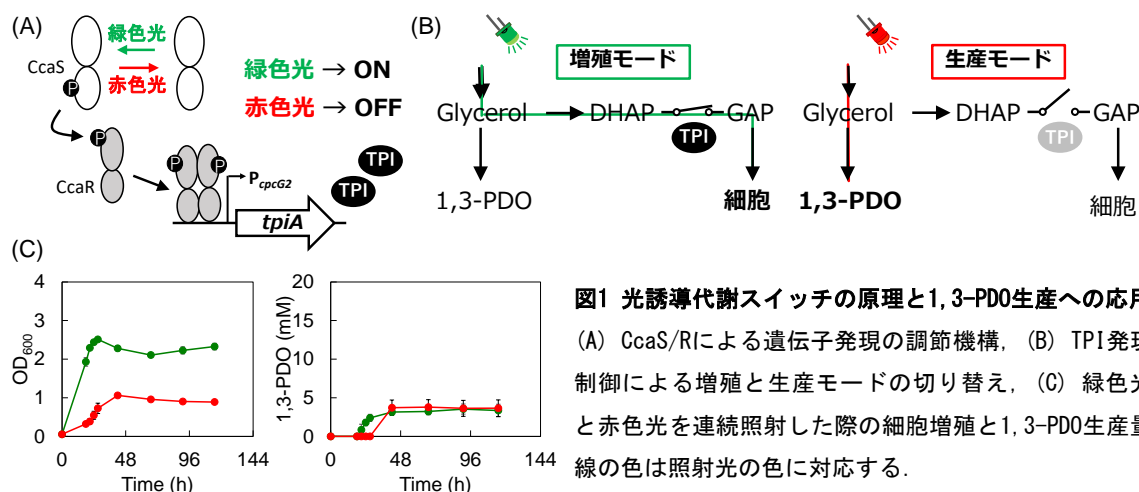 (A)
緑色光
赤色光
CcaS
P
P
CcaR
P
P
P cpcG2
tpiA
TPI
TPI
緑色光 → ON
赤色光 → OFF
(B)
増殖モード
Glycerol
DHAP
GAP
TPI
1,3-PDO
細胞
生産モード
Glycerol
DHAP
GAP
TPI
1,3-PDO
細胞
(C)
OD600
4
3
2
1
0
0 48 96 144
Time (h)
1,3-PDO (mM)
20
15
10
5
0
0 48 96 144
Time (h)
図1 光誘導代謝スイッチの原理と1,3-PDO生産への応用
(A) CcaS/Rによる遺伝子発現の調節機構, (B) TPI発現
制御による増殖と生産モードの切り替え, (C) 緑色光
と赤色光を連続照射した際の細胞増殖と1,3-PDO生産量
線の色は照射光の色に対応する.